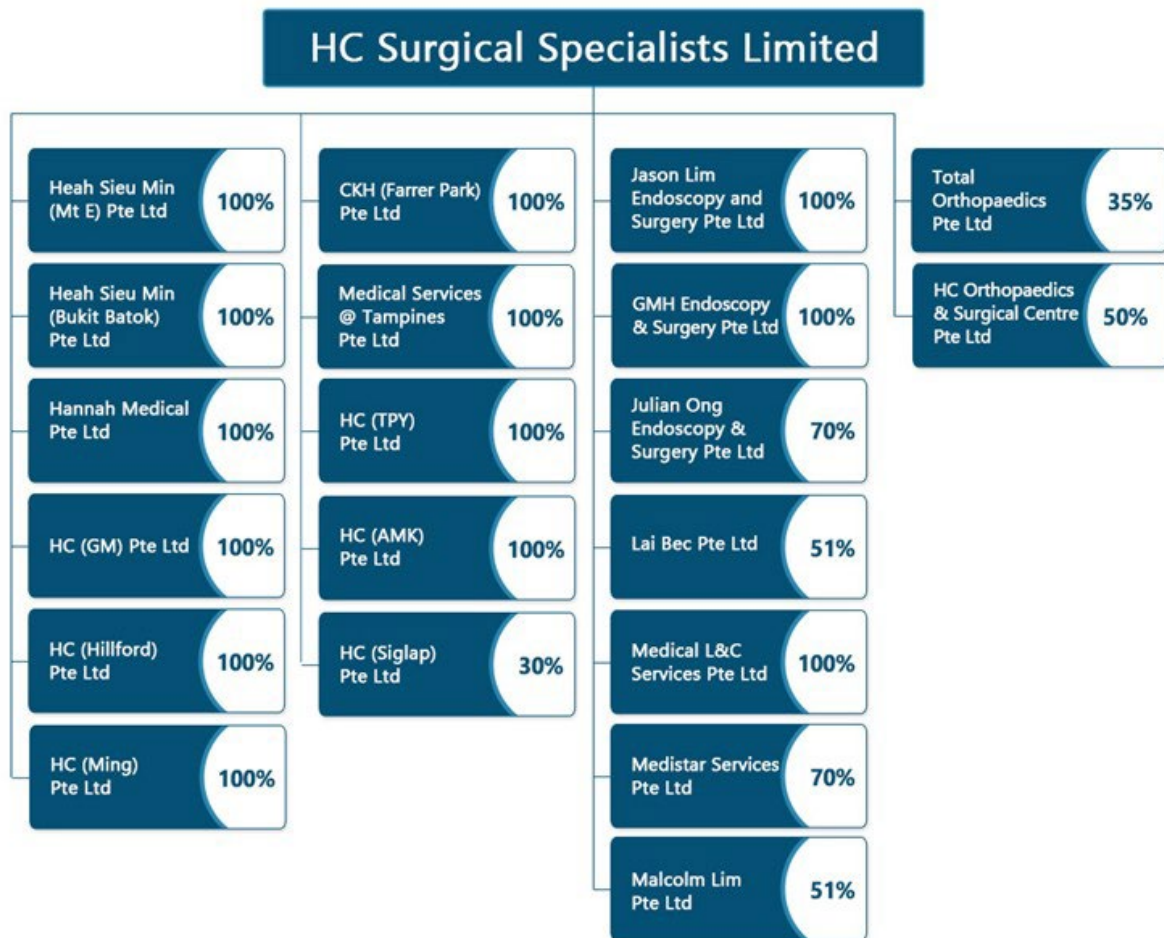 HC Surgical Specialists Limited
Heah Sieu Min
(Mt E) Pte Ltd
100%
Heah Sieu Min
(Bukit Batok)
Pte Ltd
100%
Hannah Medical
Pte Ltd
100%
HC (GM) Pte Ltd
100%
HC (Hillford)
Pte Ltd
100%
HC (Ming)
Pte Ltd
100%
CKH (Farrer Park)
Pte Ltd
100%
Medical Services
@ Tampines
Pte Ltd
100%
HC (TPY)
Pte Ltd
100%
HC (AMK)
Pte Ltd
100%
HC (Siglap)
Pte Ltd
30%
Jason Lim
Endoscopy and
Surgery Pte Ltd
100%
GMH Endoscopy
& Surgery Pte Ltd
100%
Julian Ong
Endoscopy &
Surgery Pte Ltd
70%
Lai Bec Pte Ltd
51%
Medical L&C
Services Pte Ltd
100%
Medistar Services
Pte Ltd
70%
Malcolm Lim
Pte Ltd
51%
Total
Orthopaedics
Pte Ltd
35%
HC Orthopaedics
& Surgical Centre
Pte Ltd
50%